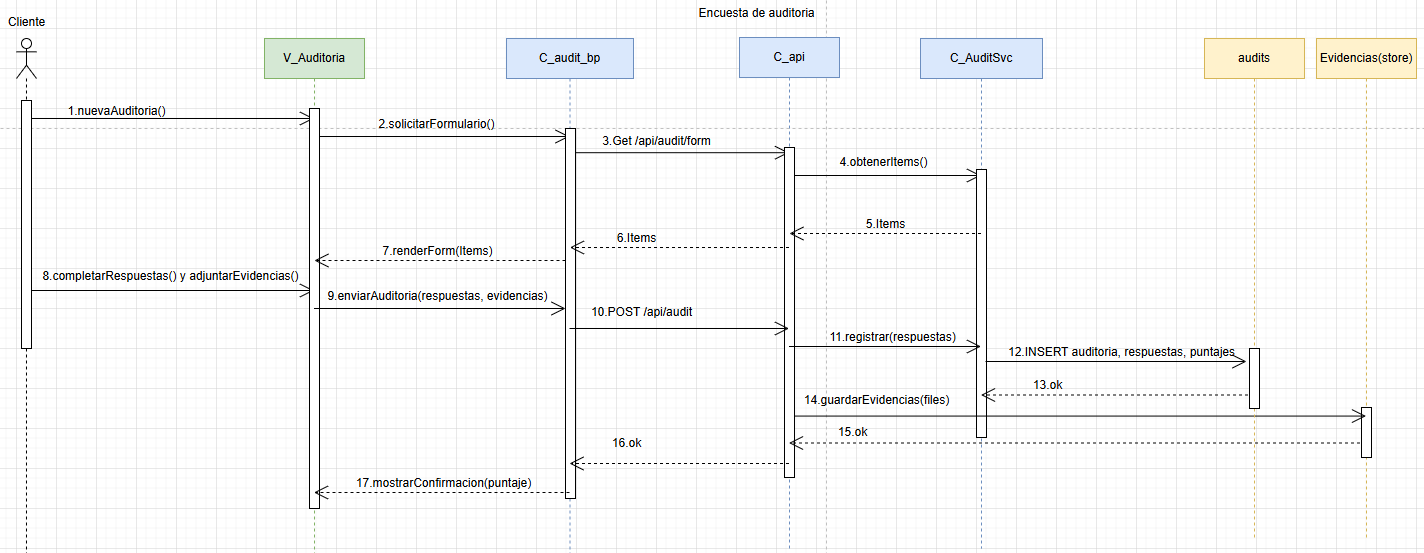 Encuesta de auditoria
Cliente
V_Auditoria
C_audit_bp
C_api
C_AuditSvc
audits
Evidencias(store)
1.nuevaAuditoria()
2.solicitarFormulario()
3.Get /api/audit/form
4.obtenerItems()
5.Items
6.Items
7.renderForm(Items)
8.completarRespuestas() y adjuntarEvidencias()
9.enviarAuditoria(respuestas, evidencias)
10.POST /api/audit
11.registrar(respuestas)
12.INSERT auditoria, respuestas, puntajes
13.ok
14.guardarEvidencias(files)
15.ok
16.ok
17.mostrarConfirmacion(puntaje)